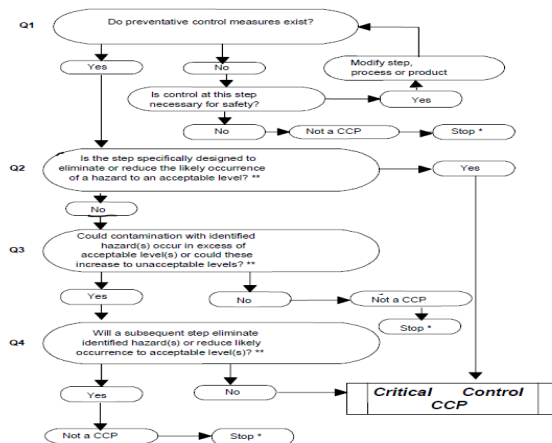 Q1
Do preventative control measures exist?
Yes
No
Modify step,
process or product
Is control at this step
necessary for safety?
Yes
No
Not a CCP
Stop *
Q2
Is the step specifically designed to
eliminate or reduce the likely occurrence
of a hazard to an acceptable level? **
Yes
No
Q3
Could contamination with identified
hazard(s) occur in excess of
acceptable level(s) or could these
increase to unacceptable levels? **
Yes
No
Not a CCP
Stop *
Q4
Will a subsequent step eliminate
identified hazard(s) or reduce likely
occurrence to acceptable level(s)? **
Yes
No
Critical Control
CCP
Not a CCP
Stop *